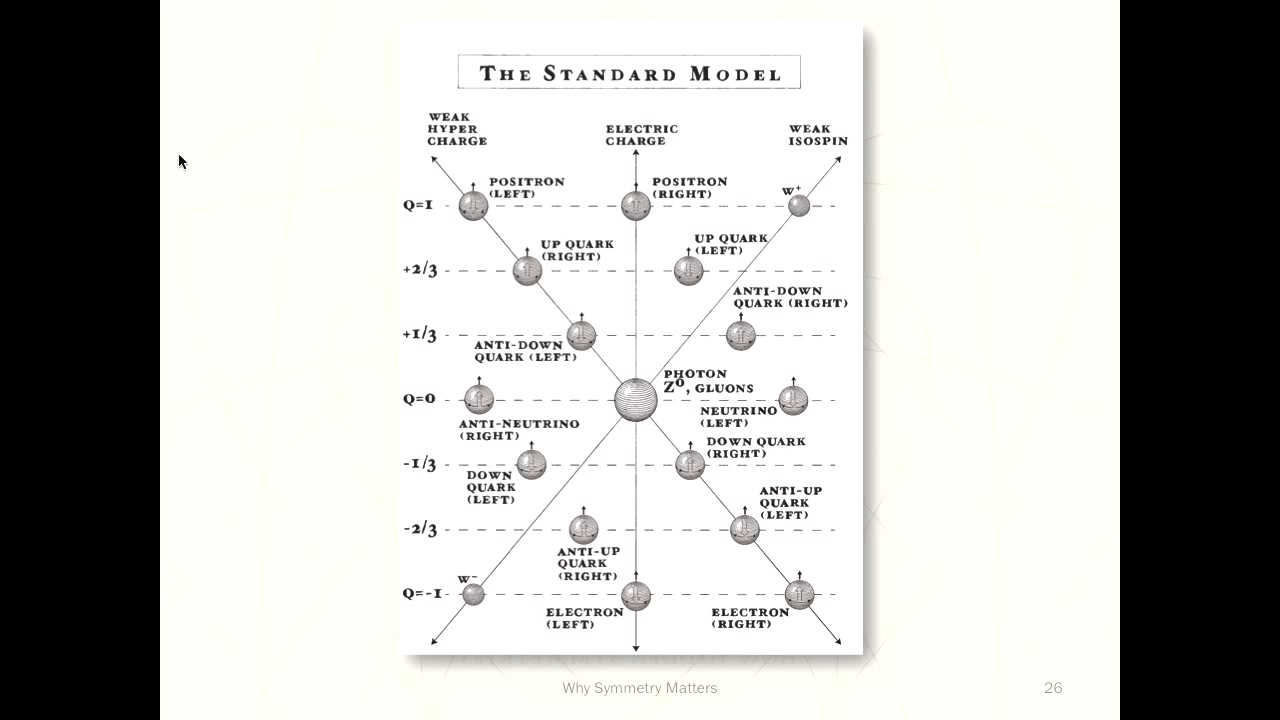 THE STANDARD MODEL
WEAK
HYPER
CHARGE
ELECTRIC
CHARGE
WEAK
ISOSPIN
POSITRON
(LEFT)
POSITRON
(RIGHT)
W+
Q=1
UP QUARK
(RIGHT)
UP QUARK
(LEFT)
+2/3
ANTI-DOWN
QUARK (RIGHT)
+1/3
ANTI-DOWN
QUARK (LEFT)
PHOTON
Z⁰, GLUONS
Q=0
NEUTRINO
(LEFT)
ANTI-NEUTRINO
(RIGHT)
DOWN QUARK
(RIGHT)
-1/3
DOWN
QUARK
(LEFT)
ANTI-UP
QUARK
(LEFT)
-2/3
ANTI-UP
QUARK
(RIGHT)
W-
Q=-1
ELECTRON
(LEFT)
ELECTRON
(RIGHT)
Why Symmetry Matters
26